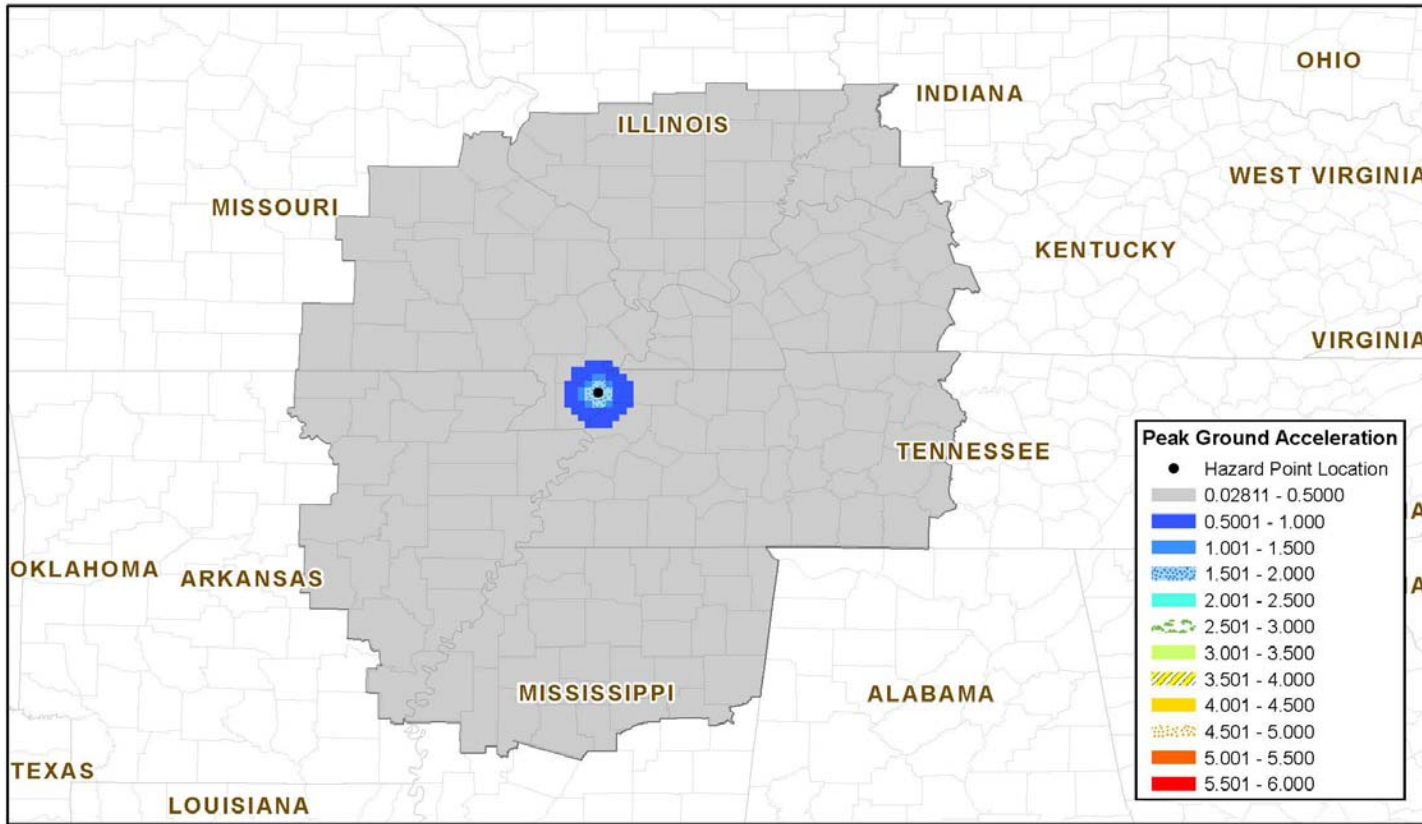 OHIO
INDIANA
ILLINOIS
WEST VIRGINIA
MISSOURI
KENTUCKY
VIRGINIA
TENNESSEE
OKLAHOMA
ARKANSAS
MISSISSIPPI
ALABAMA
TEXAS
LOUISIANA
A
A
Peak Ground Acceleration
Hazard Point Location
0.02811 - 0.5000
0.5001 - 1.000
1.001 - 1.500
1.501 - 2.000
2.001 - 2.500
2.501 - 3.000
3.001 - 3.500
3.501 - 4.000
4.001 - 4.500
4.501 - 5.000
5.001 - 5.500
5.501 - 6.000